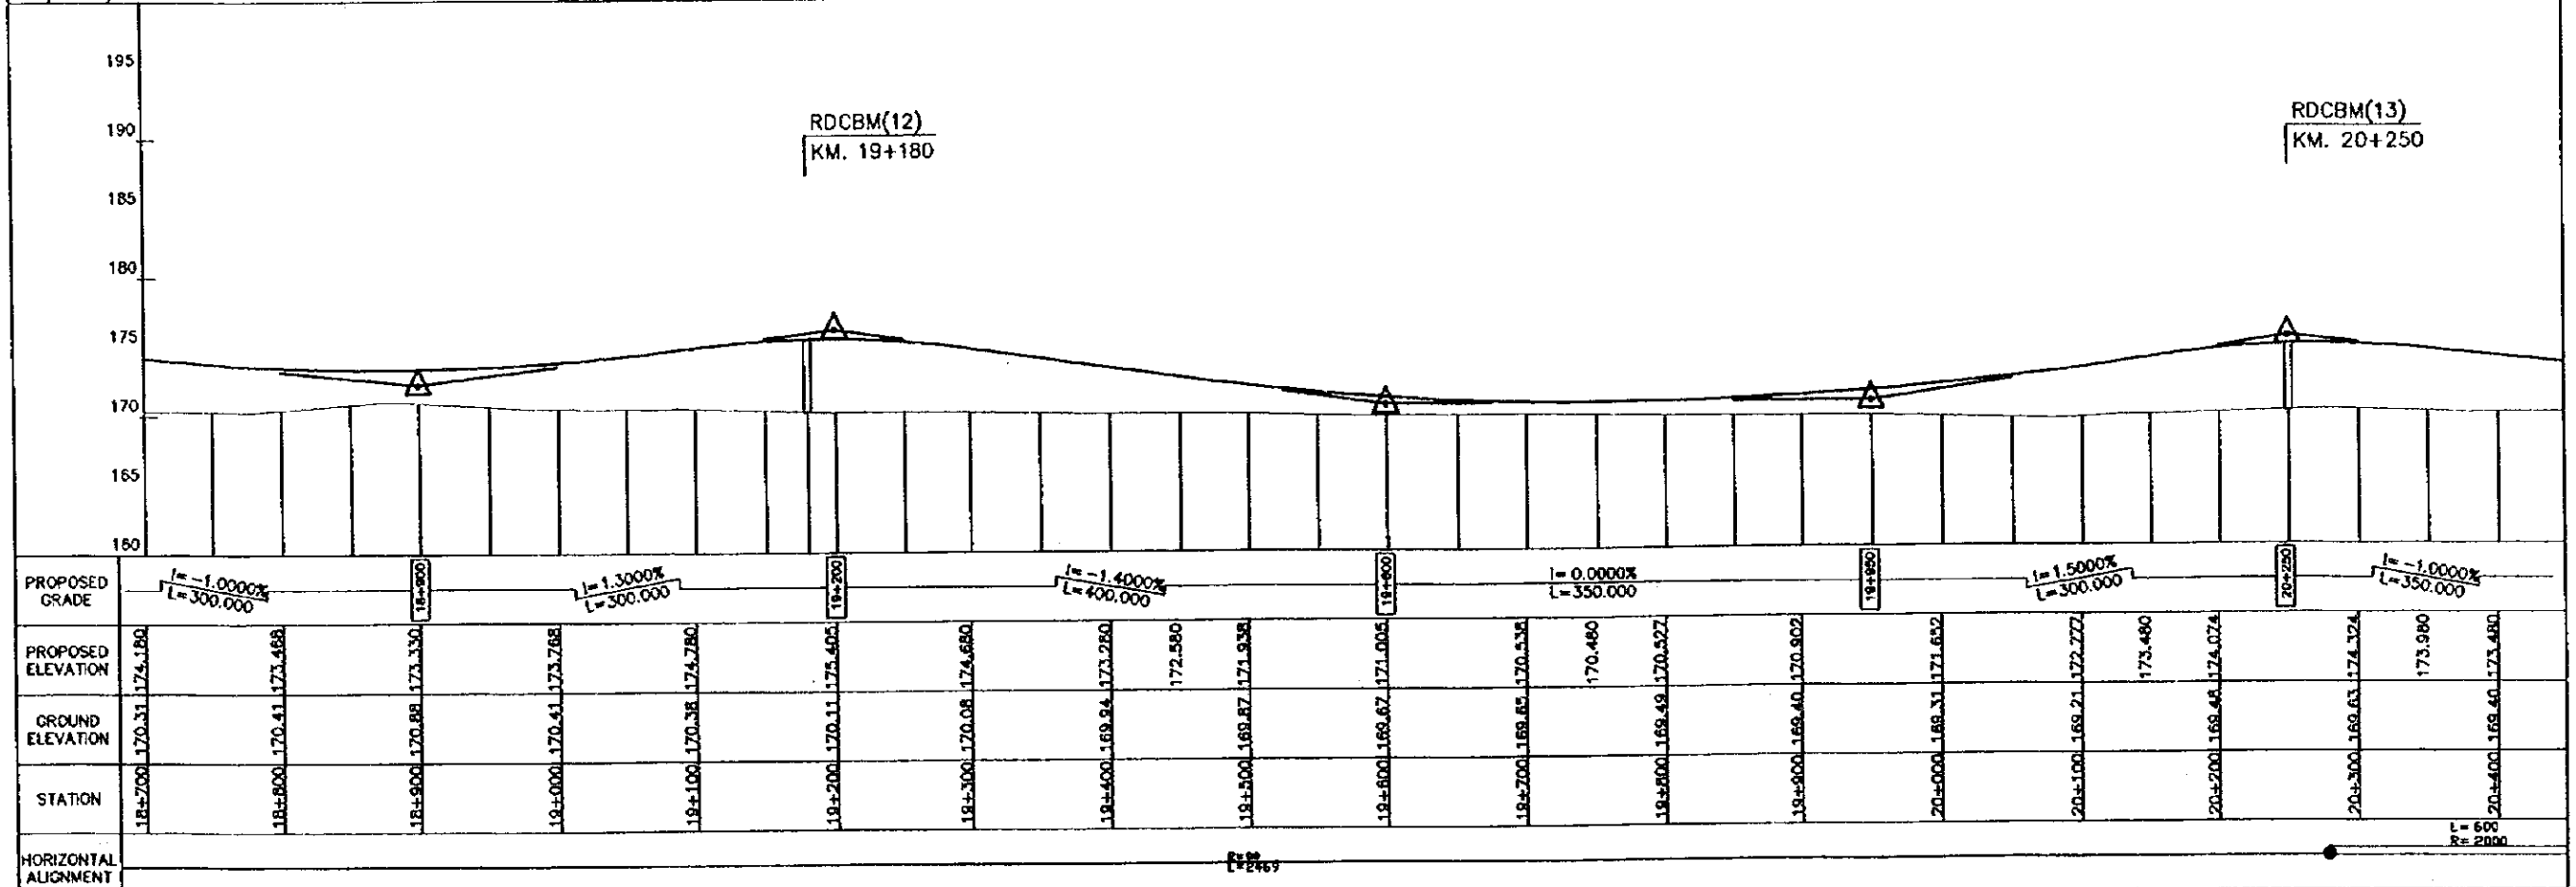 195
190
185
180
175
170
165
160
RDCBM(12)
KM. 19+180
RDCBM(13)
KM. 20+250
PROPOSED GRADE
I= -1.0000%
L=300.000
18+900
I= 1.3000%
L=300.000
19+200
I= -1.4000%
L=400.000
19+600
I= 0.0000%
L=350.000
19+950
I= 1.5000%
L=300.000
20+250
I= -1.0000%
L=350.000
PROPOSED ELEVATION
174.180
173.468
173.330
173.768
174.780
175.405
174.680
173.280
172.580
171.938
171.005
170.538
170.480
170.527
170.902
171.652
172.777
173.480
174.074
174.324
173.980
173.480
GROUND ELEVATION
170.31
170.41
170.88
170.41
170.38
170.11
170.08
169.94
169.87
169.67
169.65
169.49
169.40
169.31
169.21
169.48
169.63
169.40
STATION
18+700
18+800
18+900
19+000
19+100
19+200
19+300
19+400
19+500
19+600
19+700
19+800
19+900
20+000
20+100
20+200
20+300
20+400
HORIZONTAL ALIGNMENT
L=2469
L= 600
R= 2000